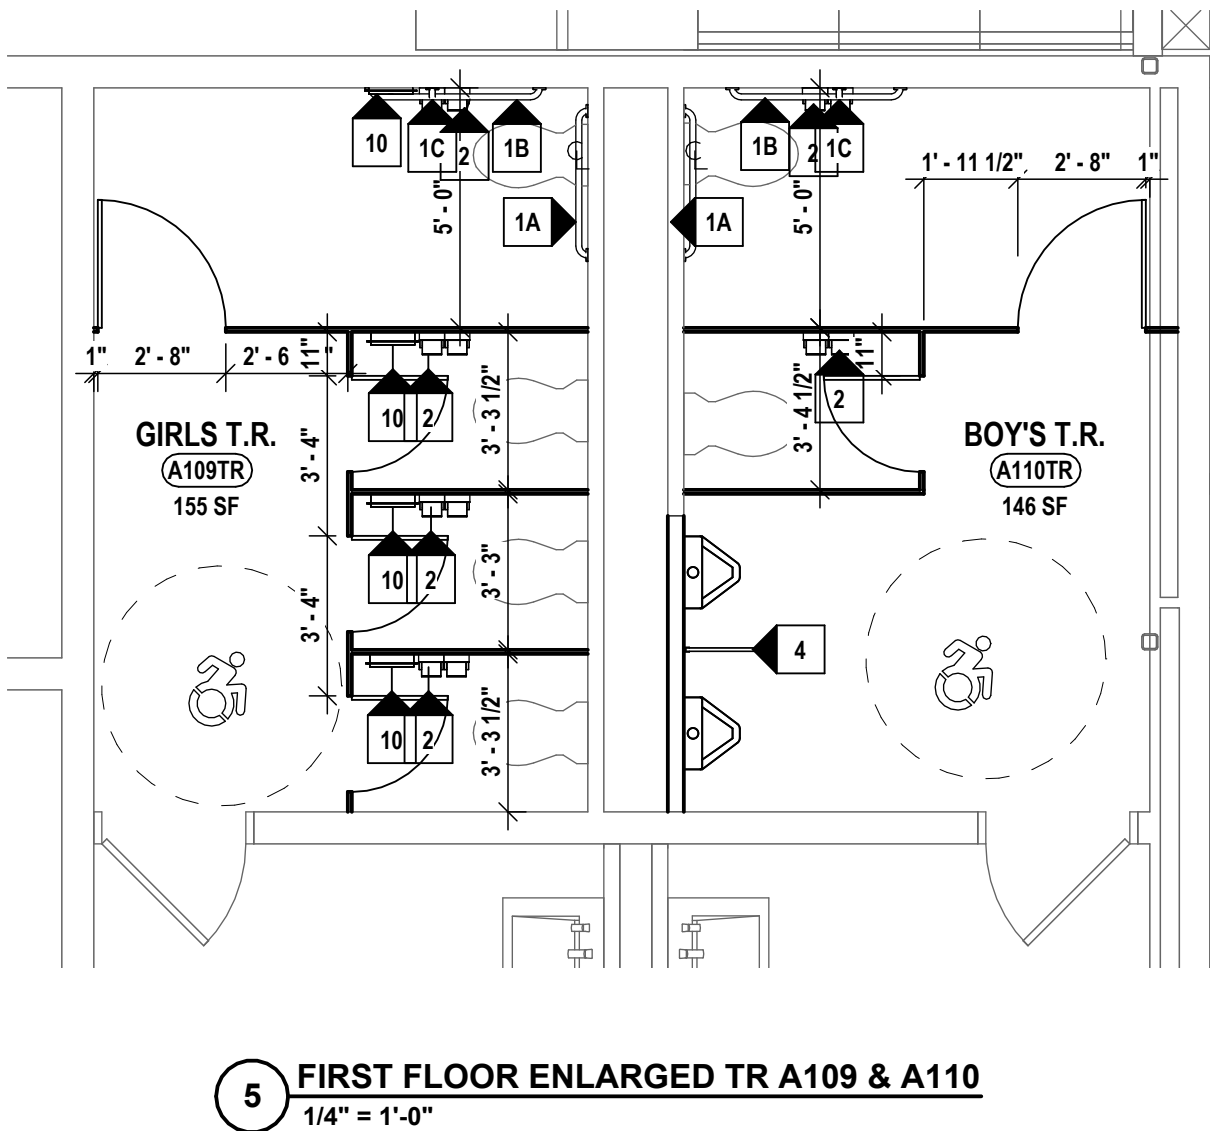 10
1C
2
1B
1B
2
1C
5' - 0"
5' - 0"
1' - 11 1/2"
2' - 8"
1"
1A
1A
1"
2' - 8"
2' - 6
"
11"
11"
10
2
3' - 3 1/2"
3' - 4 1/2"
2
GIRLS T.R.
A109TR
155 SF
3' - 4"
BOY'S T.R.
A110TR
146 SF
10
2
3' - 3"
3' - 4"
4
10
2
3' - 3 1/2"
5
FIRST FLOOR ENLARGED TR A109 & A110
1/4" = 1'-0"